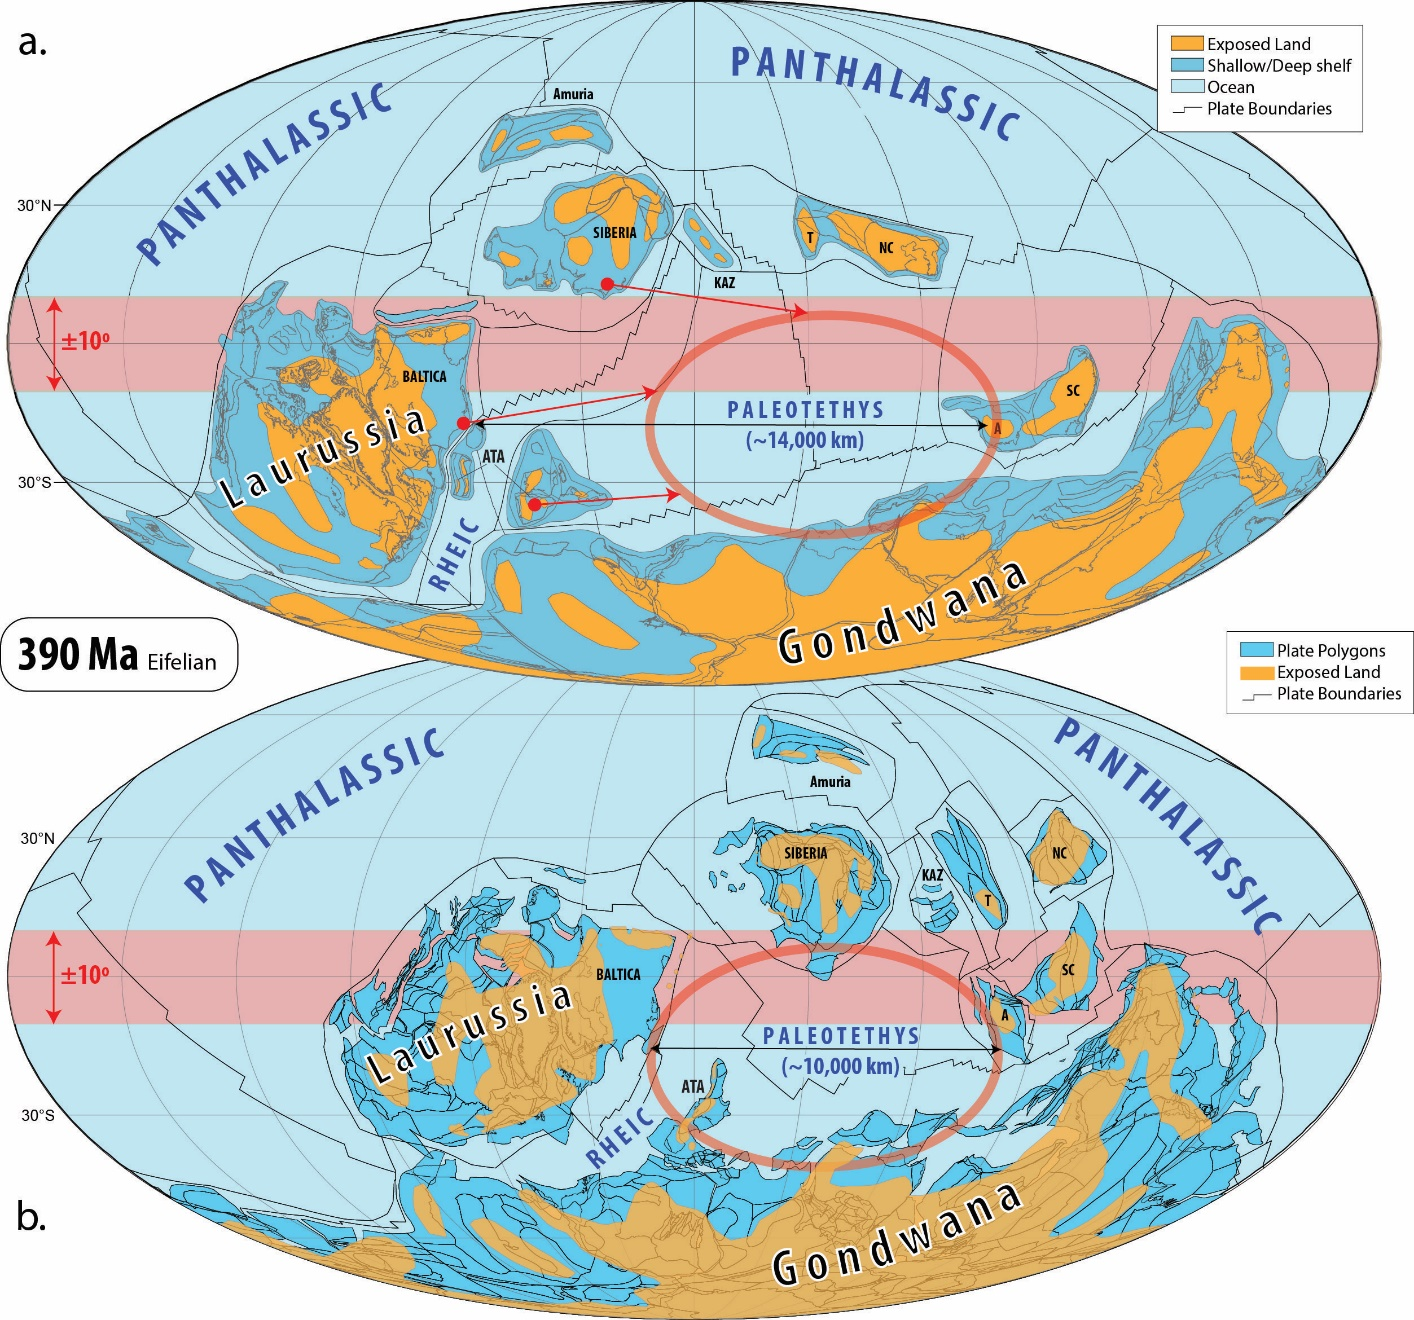 a.
PANTHALASSIC
PANTHALASSIC
Exposed Land
Shallow/Deep shelf
Ocean
Plate Boundaries
Amuria
30°N
SIBERIA
T
NC
KAZ
±10º
BALTICA
SC
Laurussia
PALEOTETHYS
(~14,000 km)
A
ATA
30°S
RHEIC
Gondwana
390 Ma Eifelian
Plate Polygons
Exposed Land
Plate Boundaries
PANTHALASSIC
PANTHALASSIC
Amuria
30°N
SIBERIA
KAZ
T
NC
±10º
BALTICA
SC
Laurussia
A
PALEOTETHYS
(~10,000 km)
ATA
30°S
RHEIC
b.
Gondwana